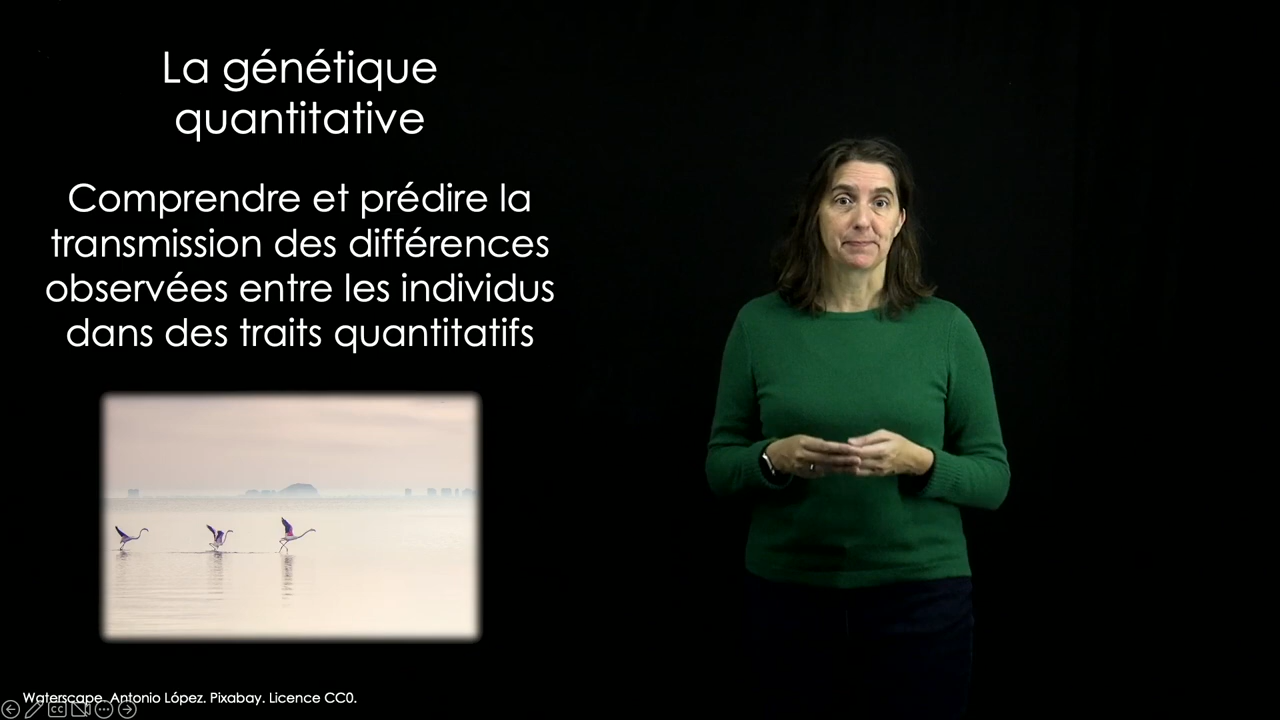 La génétique
quantitative
Comprendre et prédire la
transmission des différences
observées entre les individus
dans des traits quantitatifs
Waterscape. Antonio López. Pixabay. Licence CC0.
CC